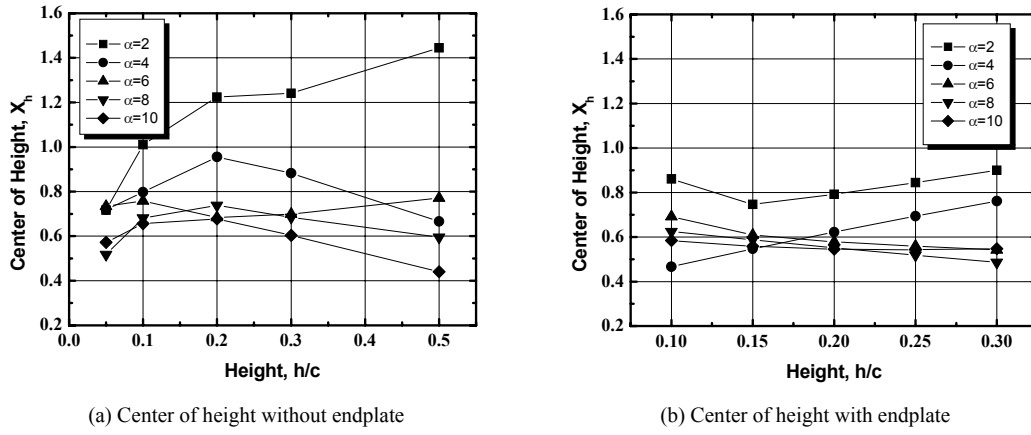 α=2
α=4
α=6
α=8
α=10
1.6
1.4
1.2
1.0
0.8
0.6
0.4
0.2
Center of Height, X_h
0.0 0.1 0.2 0.3 0.4 0.5
Height, h/c
(a) Center of height without endplate
α=2
α=4
α=6
α=8
α=10
1.6
1.4
1.2
1.0
0.8
0.6
0.4
0.2
Center of Height, X_h
0.10 0.15 0.20 0.25 0.30
Height, h/c
(b) Center of height with endplate